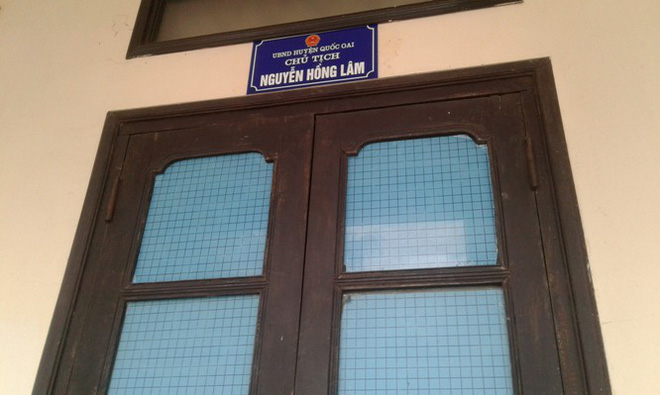 UBND HUYỆN QUỐC OAI
CHỦ TỊCH
NGUYỄN HỒNG LÂM